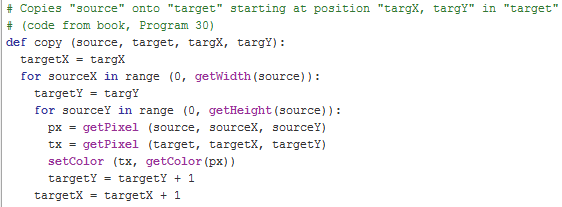 # Copies "source" onto "target" starting at position "targX, targY" in "target"
# (code from book, Program 30)
def copy (source, target, targX, targY):
  targetX = targX
  for sourceX in range (0, getWidth(source)):
    targetY = targY
    for sourceY in range (0, getHeight(source)):
      px = getPixel (source, sourceX, sourceY)
      tx = getPixel (target, targetX, targetY)
      setColor (tx, getColor(px))
      targetY = targetY + 1
    targetX = targetX + 1